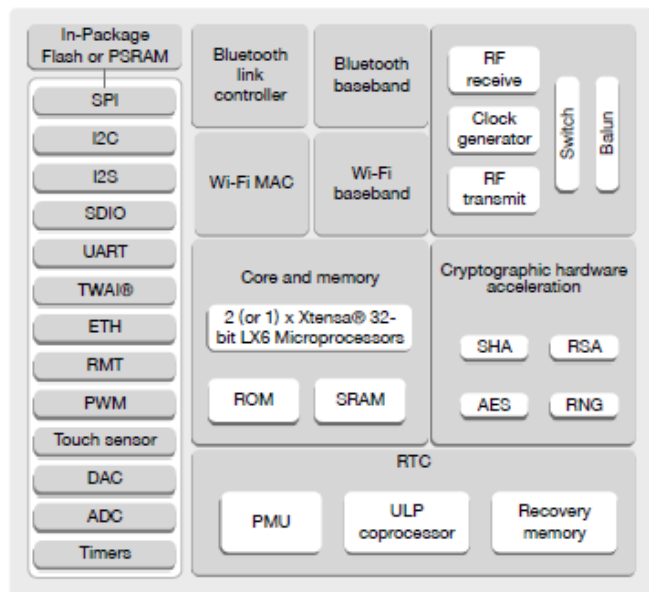 In-Package
Flash or PSRAM
SPI
I2C
I2S
SDIO
UART
TWAI®
ETH
RMT
PWM
Touch sensor
DAC
ADC
Timers
Bluetooth
link
controller
Bluetooth
baseband
Wi-Fi MAC
Wi-Fi
baseband
RF
receive
Clock
generator
RF
transmit
Switch
Balun
Core and memory
2 (or 1) x Xtensa® 32-
bit LX6 Microprocessors
ROM
SRAM
Cryptographic hardware
acceleration
SHA
RSA
AES
RNG
RTC
PMU
ULP
coprocessor
Recovery
memory